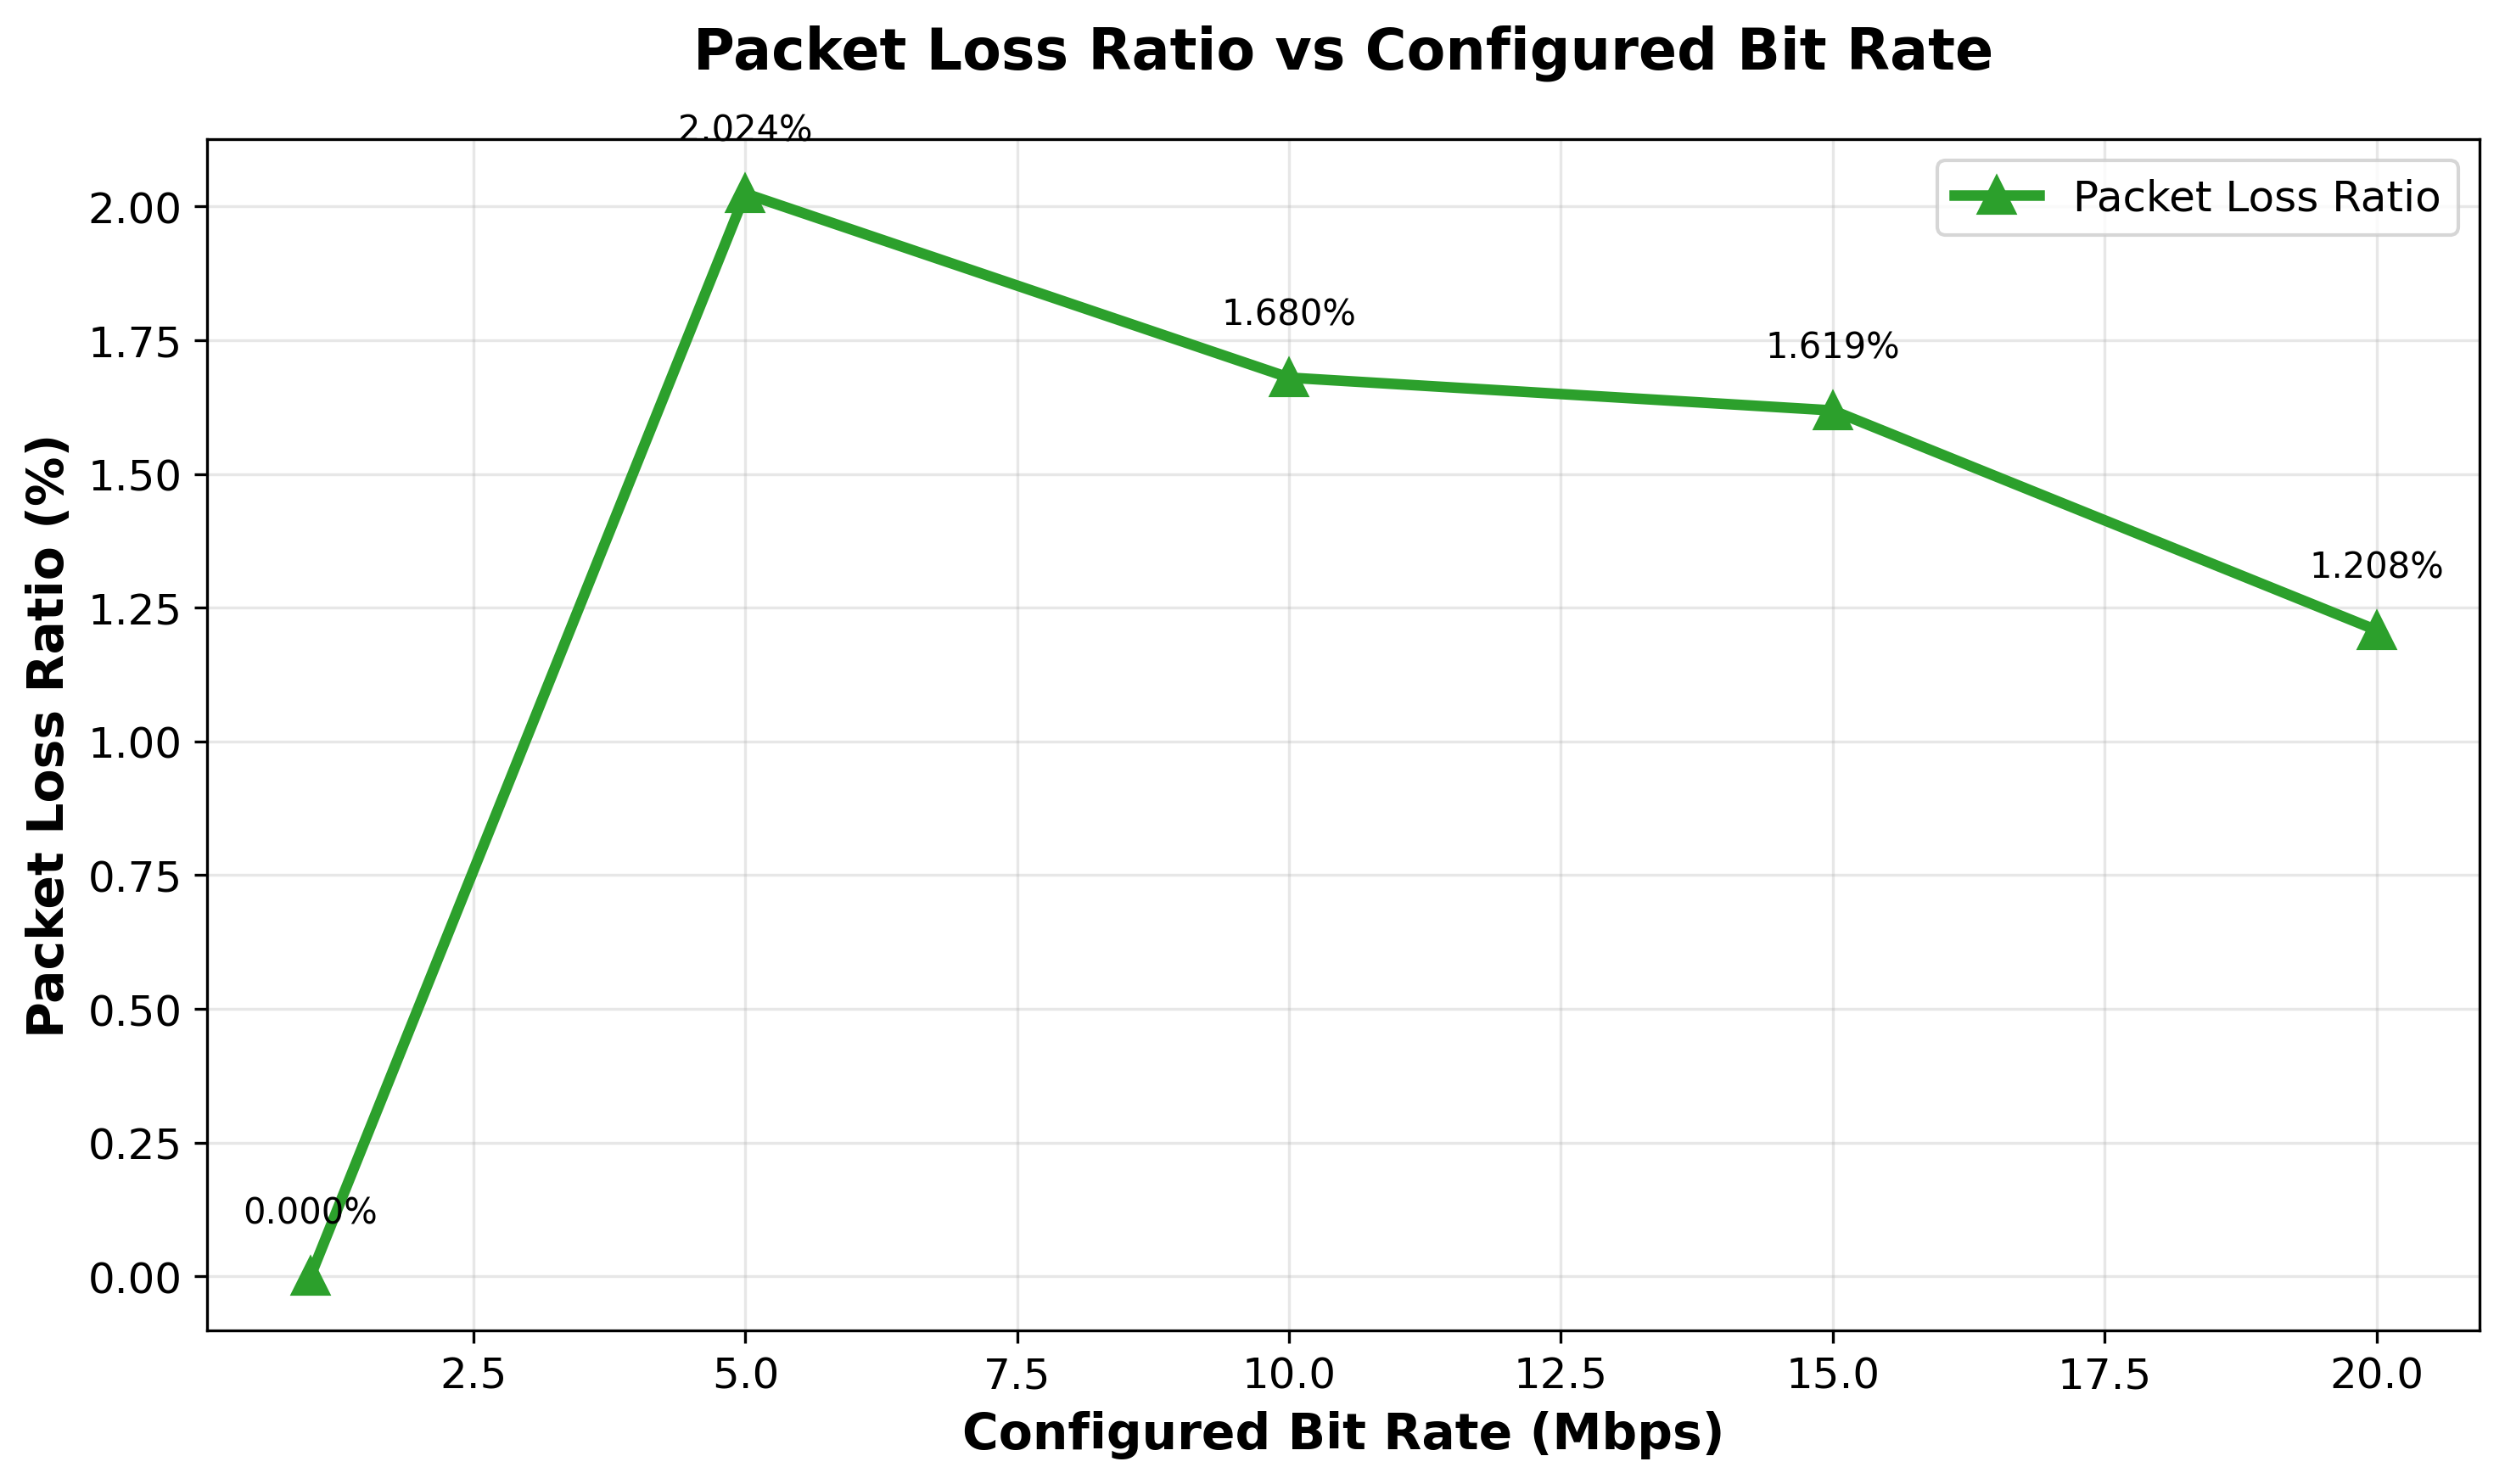 Packet Loss Ratio vs Configured Bit Rate
2.024%
Packet Loss Ratio
1.680%
1.619%
1.208%
0.000%
Packet Loss Ratio (%)
2.00
1.75
1.50
1.25
1.00
0.75
0.50
0.25
0.00
2.5 5.0 7.5 10.0 12.5 15.0 17.5 20.0
Configured Bit Rate (Mbps)